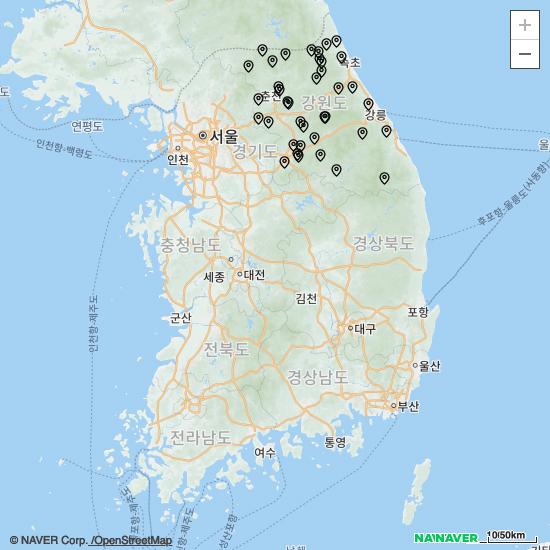 +
−
속초
춘천
강원도
강릉
연평도
서울
인천항-백령도
인천
경기도
울
후포항-울릉도(사동항)
충청남도
경상북도
세종
대전
김천
인천항-제주도
군산
포항
대구
전북도
경상남도
울산
부산
전라남도
여수
통영
© NAVER Corp. /OpenStreetMap
NAVER
10/50km